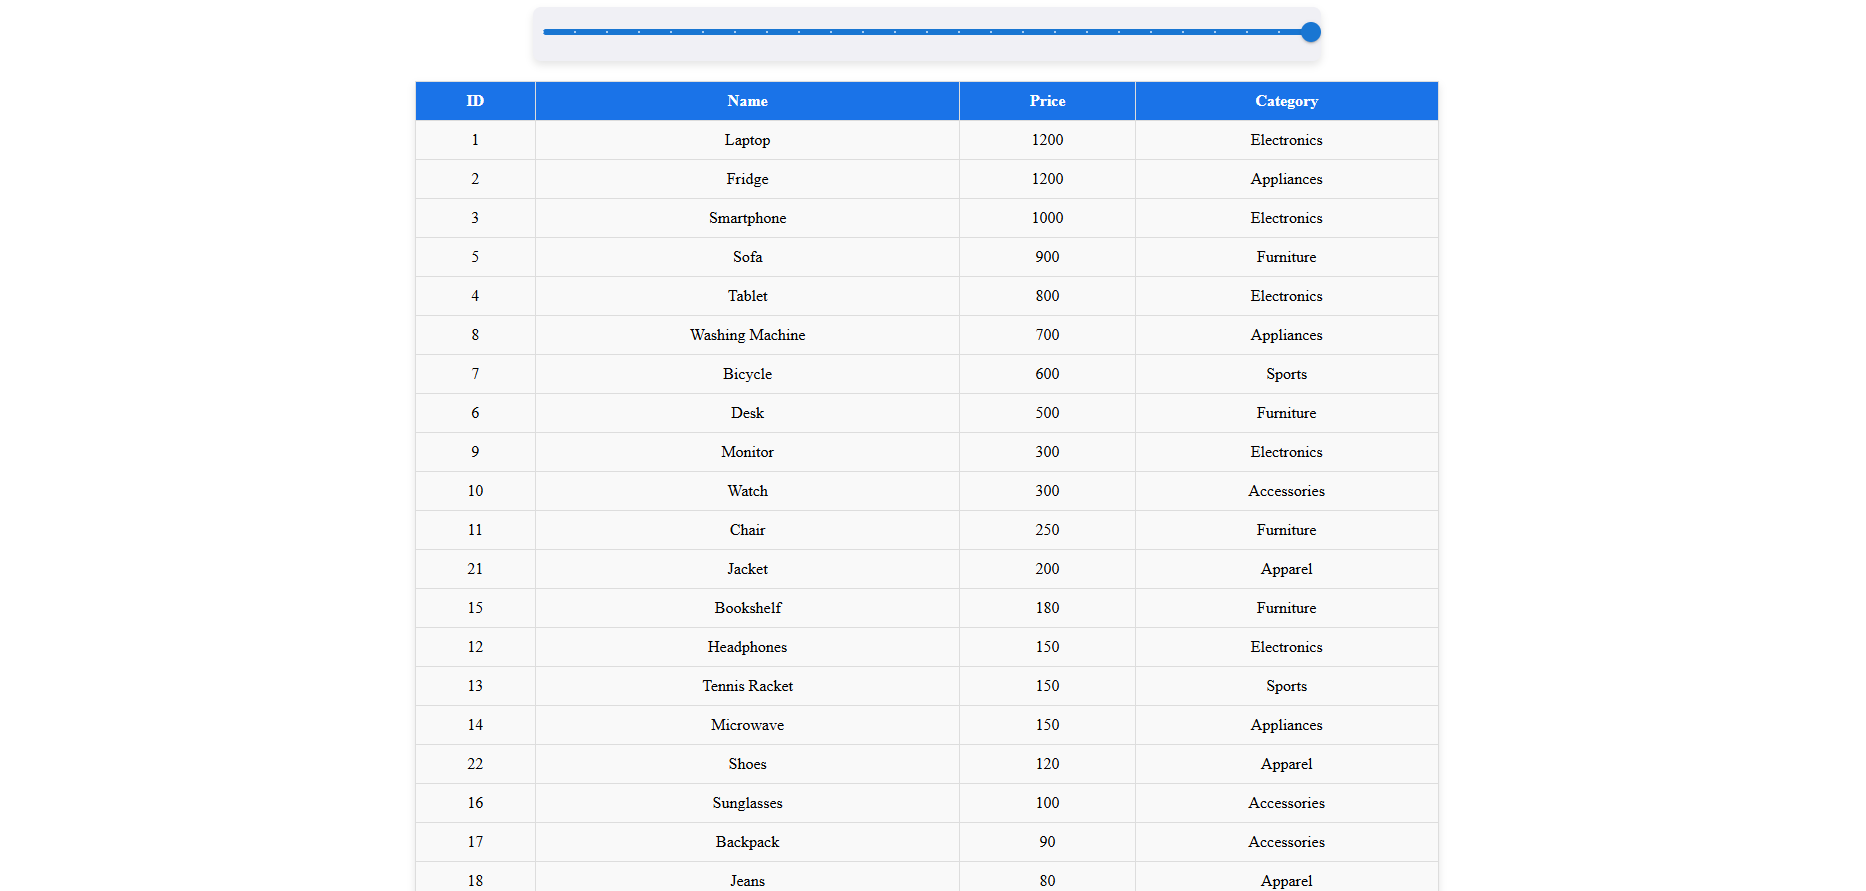 ID Name Price Category
1 Laptop 1200 Electronics
2 Fridge 1200 Appliances
3 Smartphone 1000 Electronics
5 Sofa 900 Furniture
4 Tablet 800 Electronics
8 Washing Machine 700 Appliances
7 Bicycle 600 Sports
6 Desk 500 Furniture
9 Monitor 300 Electronics
10 Watch 300 Accessories
11 Chair 250 Furniture
21 Jacket 200 Apparel
15 Bookshelf 180 Furniture
12 Headphones 150 Electronics
13 Tennis Racket 150 Sports
14 Microwave 150 Appliances
22 Shoes 120 Apparel
16 Sunglasses 100 Accessories
17 Backpack 90 Accessories
18 Jeans 80 Apparel